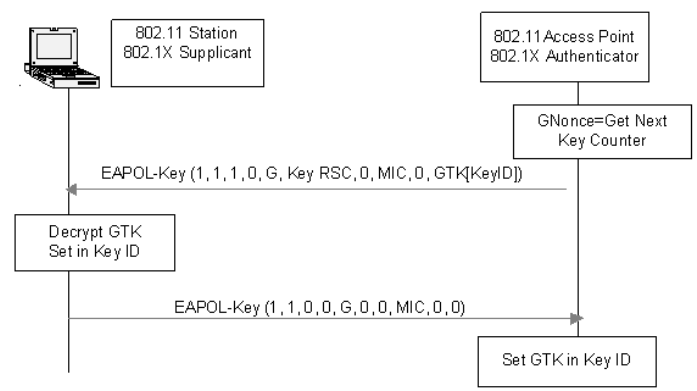 802.11 Station
802.1X Supplicant
802.11 Access Point
802.1X Authenticator
GNonce=Get Next
Key Counter
EAPOL-Key (1, 1, 1, 0, G, Key RSC, 0, MIC, 0, GTK[KeyID])
Decrypt GTK
Set in Key ID
EAPOL-Key (1, 1, 0, 0, G, 0, 0, MIC, 0, 0)
Set GTK in Key ID